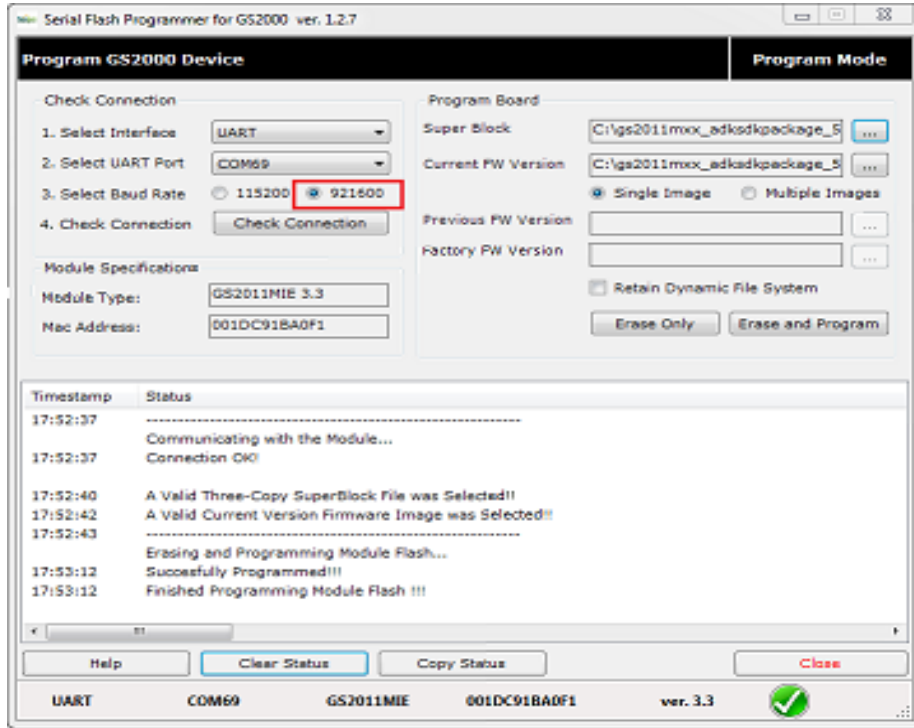 Serial Flash Programmer for GS2000 ver. 1.2.7
Program GS2000 Device
Program Mode
Check Connection
1. Select Interface
UART
2. Select UART Port
COM69
3. Select Baud Rate
115200
921600
4. Check Connection
Check Connection
Module Specifications
Module Type:
GS2011MIE 3.3
Mac Address:
001DC91BA0F1
Program Board
Super Block
C:\gs2011mxx_adksdkpackage_5
...
Current FW Version
C:\gs2011mxx_adksdkpackage_5
...
Single Image
Multiple Images
Previous FW Version
...
Factory FW Version
...
Retain Dynamic File System
Erase Only
Erase and Program
Timestamp Status
17:52:37 ------------------------------------------------------------
Communicating with the Module...
17:52:37 Connection OK!
17:52:40 A Valid Three-Copy SuperBlock File was Selected!!
17:52:42 A Valid Current Version Firmware Image was Selected!!
17:52:43 ------------------------------------------------------------
Erasing and Programming Module Flash...
17:53:12 Succesfully Programmed!!!
17:53:12 Finished Programming Module Flash !!!
Help
Clear Status
Copy Status
Close
UART COM69 GS2011MIE 001DC91BA0F1 ver. 3.3